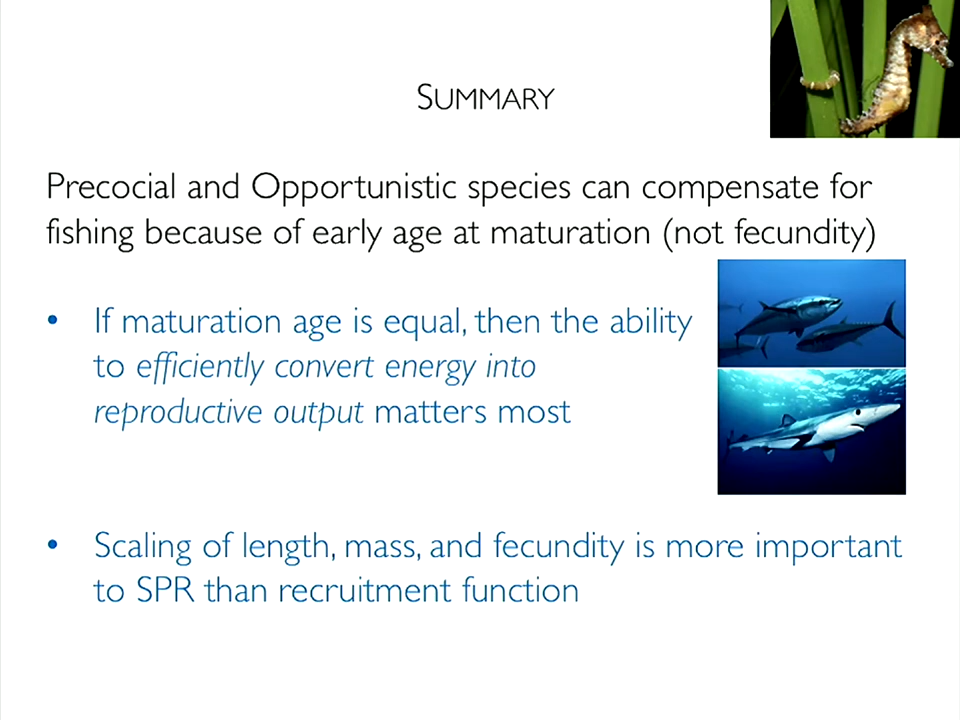 SUMMARY
Precocial and Opportunistic species can compensate for
fishing because of early age at maturation (not fecundity)
• If maturation age is equal, then the ability
to efficiently convert energy into
reproductive output matters most
• Scaling of length, mass, and fecundity is more important
to SPR than recruitment function